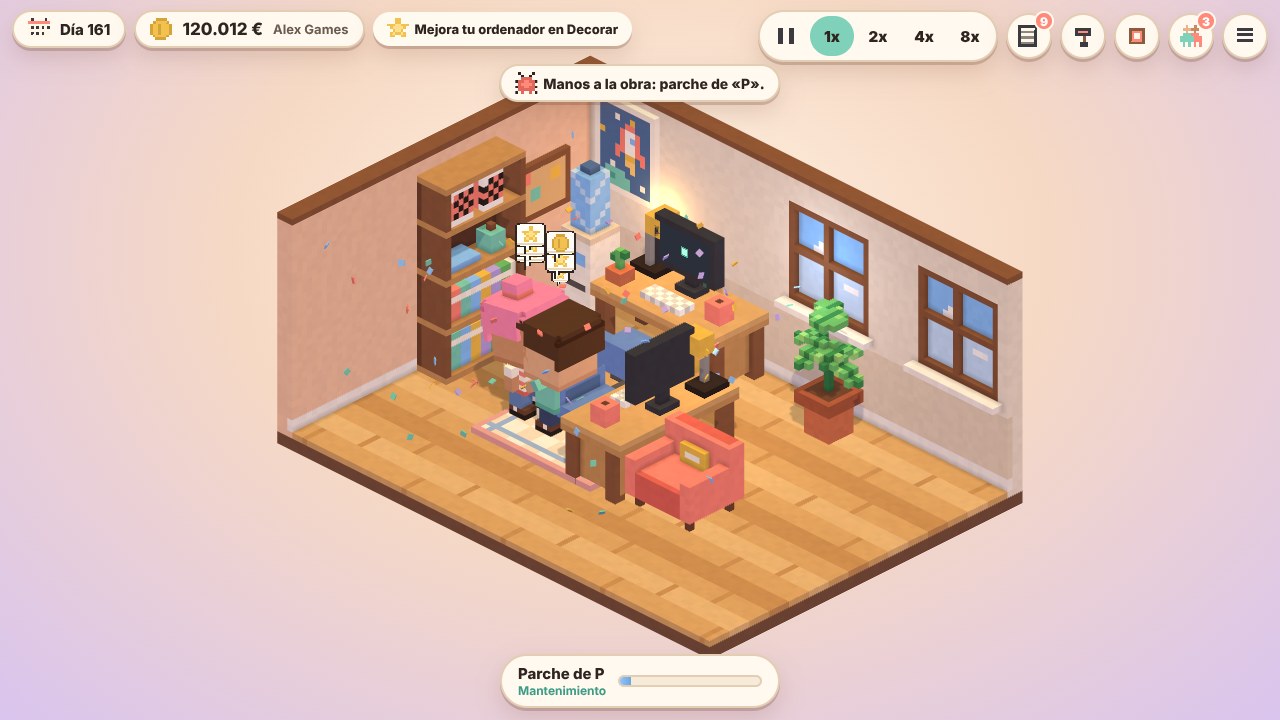 Día 161
120.012 € Alex Games
Mejora tu ordenador en Decorar
1x 2x 4x 8x
9
3
Manos a la obra: parche de «P».
Parche de P
Mantenimiento